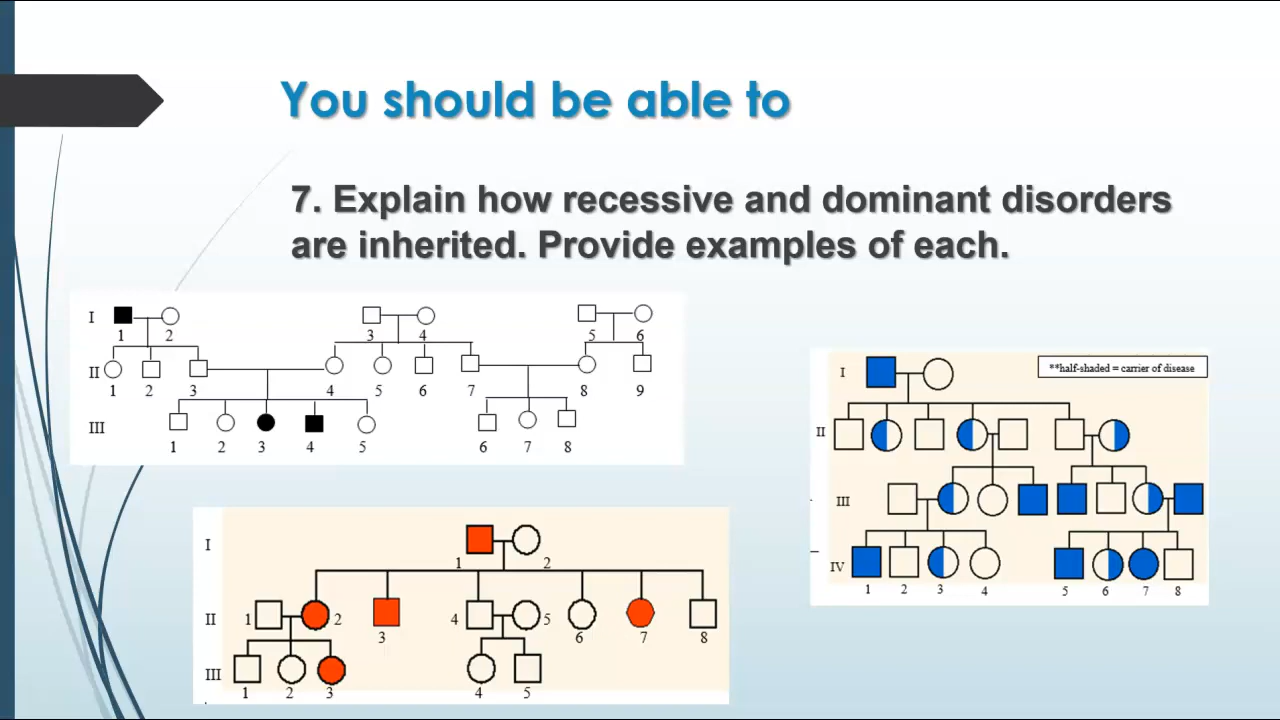 You should be able to
7. Explain how recessive and dominant disorders
are inherited. Provide examples of each.
I
1 2 3 4 5 6
II
1 2 3 4 5 6 7 8 9
III
1 2 3 4 5 6 7 8
I
**half-shaded = carrier of disease
II
III
IV
1 2 3 4 5 6 7 8
I
1 2
II
1 2 3 4 5 6 7 8
III
1 2 3 4 5